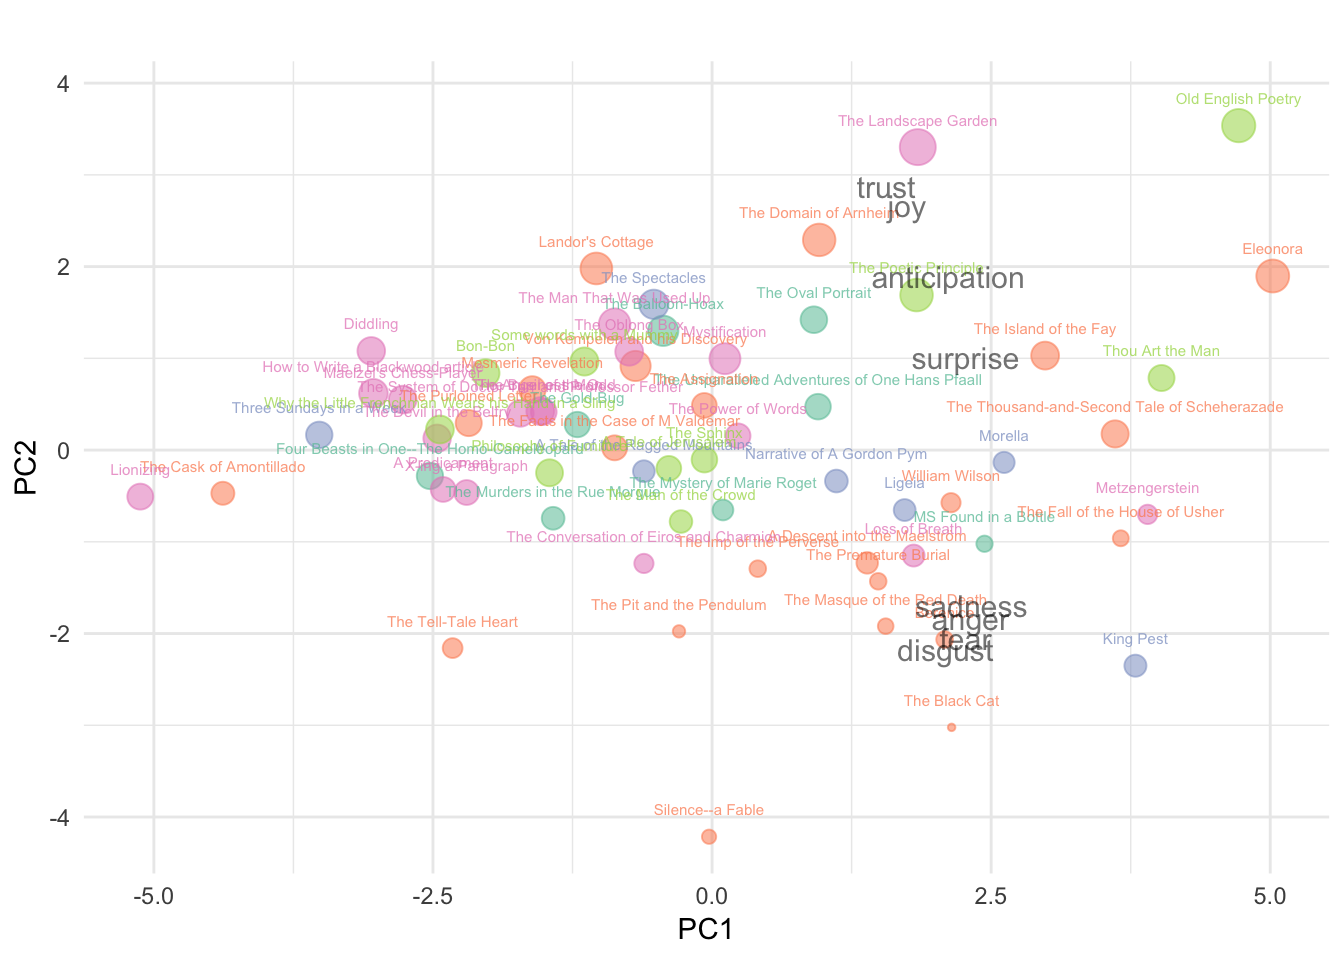 4
Old English Poetry
The Landscape Garden
trust
joy
The Domain of Arnheim
Landor's Cottage
Eleonora
2
The Poetic Principle
anticipation
The Spectacles
The Oval Portrait
The Man That Was Used Up
The Balloon-Hoax
Diddling
The Oblong Box
Mystification
The Island of the Fay
Some words with a Mummy
Von Kempelen and his Discovery
Bon-Bon
Thou Art the Man
surprise
Mesmeric Revelation
How to Write a Blackwood article
Maelzel's Chess-Player
The Assignation
The Unparalleled Adventures of One Hans Pfaall
The System of Doctor Tarr and Professor Fether
The Purloined Letter
The Gold-Bug
Why the Little Frenchman Wears his Hand in a Sling
Three Sundays in a Week
The Devil in the Belfry
The Power of Words
The Thousand-and-Second Tale of Scheherazade
The Facts in the Case of M Valdemar
The Sphinx
Morella
0
Four Beasts in One--The Homo-Cameleopard
A Tale of the Ragged Mountains
Narrative of A Gordon Pym
A Predicament
X-ing a Paragraph
Lionizing
The Cask of Amontillado
William Wilson
The Mystery of Marie Roget
Ligeia
Metzengerstein
The Murders in the Rue Morgue
The Man of the Crowd
The Fall of the House of Usher
MS Found in a Bottle
Loss of Breath
The Conversation of Eiros and Charmion
A Descent into the Maelstrom
The Imp of the Perverse
The Premature Burial
The Pit and the Pendulum
The Masque of the Red Death
sadness
anger
The Tell-Tale Heart
-2
fear
King Pest
disgust
The Black Cat
Silence--a Fable
-4
-5.0
-2.5
0.0
2.5
5.0
PC1
PC2